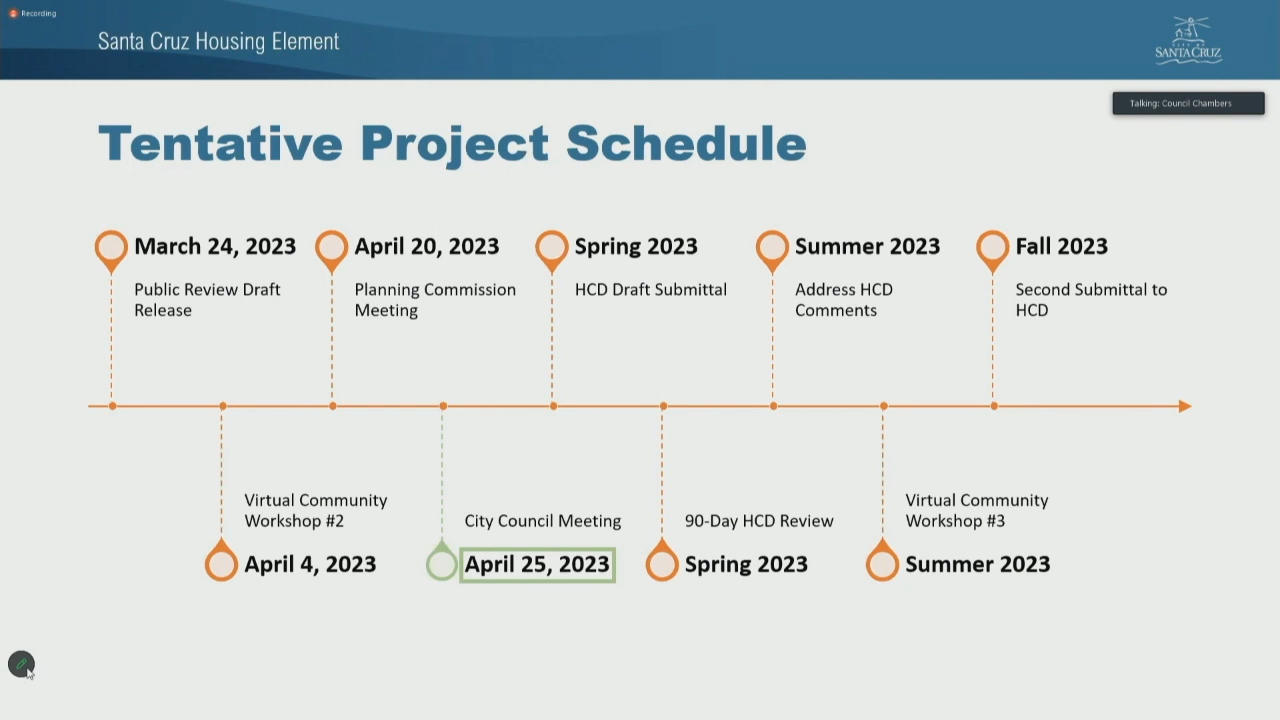 Recording
Santa Cruz Housing Element
CITY OF
SANTA CRUZ
Talking: Council Chambers
Tentative Project Schedule
March 24, 2023
Public Review Draft
Release
April 20, 2023
Planning Commission
Meeting
Spring 2023
HCD Draft Submittal
Summer 2023
Address HCD
Comments
Fall 2023
Second Submittal to
HCD
Virtual Community
Workshop #2
April 4, 2023
City Council Meeting
April 25, 2023
90-Day HCD Review
Spring 2023
Virtual Community
Workshop #3
Summer 2023